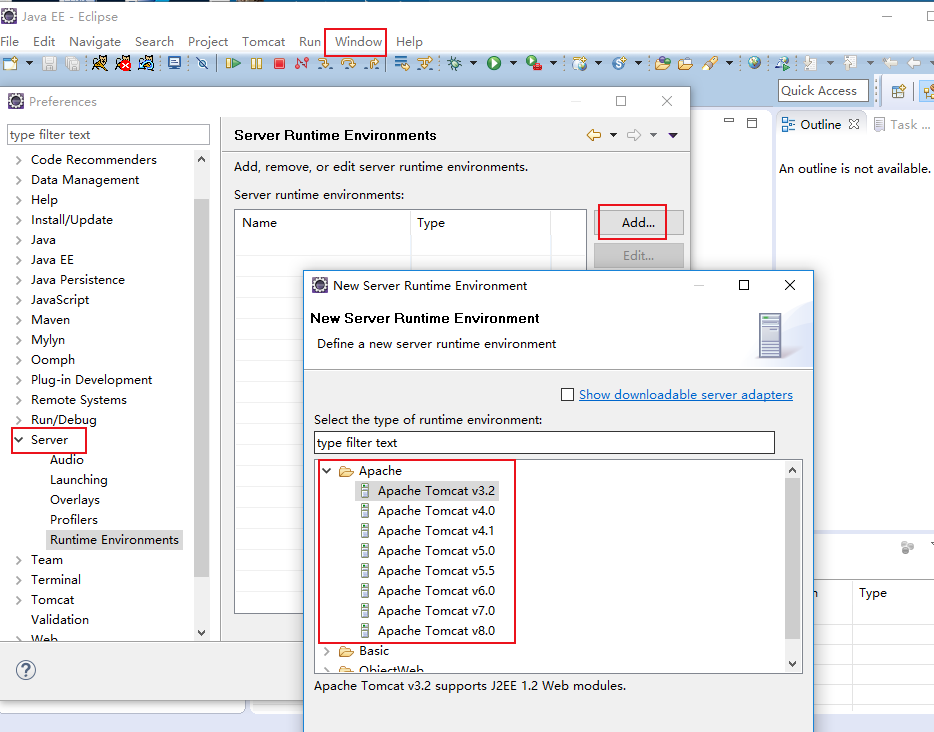 Java EE - Eclipse
File Edit Navigate Search Project Tomcat Run Window Help
Quick Access
Preferences
type filter text
Code Recommenders
Data Management
Help
Install/Update
Java
Java EE
Java Persistence
JavaScript
Maven
Mylyn
Oomph
Plug-in Development
Remote Systems
Run/Debug
Server
Audio
Launching
Overlays
Profilers
Runtime Environments
Team
Terminal
Tomcat
Validation
Web
Server Runtime Environments
Add, remove, or edit server runtime environments.
Server runtime environments:
Name Type
Add...
Edit...
Outline Task ...
An outline is not available.
New Server Runtime Environment
New Server Runtime Environment
Define a new server runtime environment
Show downloadable server adapters
Select the type of runtime environment:
type filter text
Apache
Apache Tomcat v3.2
Apache Tomcat v4.0
Apache Tomcat v4.1
Apache Tomcat v5.0
Apache Tomcat v5.5
Apache Tomcat v6.0
Apache Tomcat v7.0
Apache Tomcat v8.0
Basic
ObjectWeb
Apache Tomcat v3.2 supports J2EE 1.2 Web modules.
Type